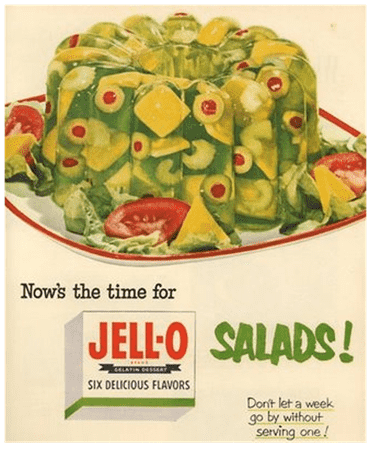 Now's the time for
JELL-O
BRAND
GELATIN DESSERT
SIX DELICIOUS FLAVORS
SALADS!
Don't let a week
go by without
serving one!